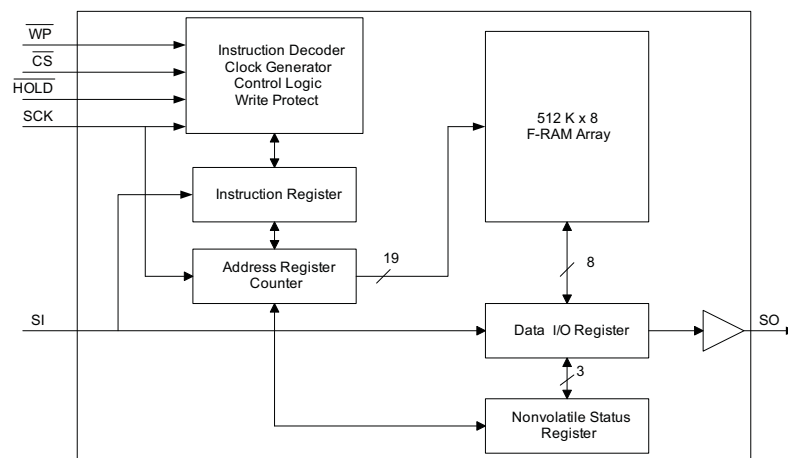 WP
CS
HOLD
SCK
Instruction Decoder
Clock Generator
Control Logic
Write Protect
512 K x 8
F-RAM Array
Instruction Register
Address Register
Counter
19
8
SI
Data I/O Register
SO
3
Nonvolatile Status
Register